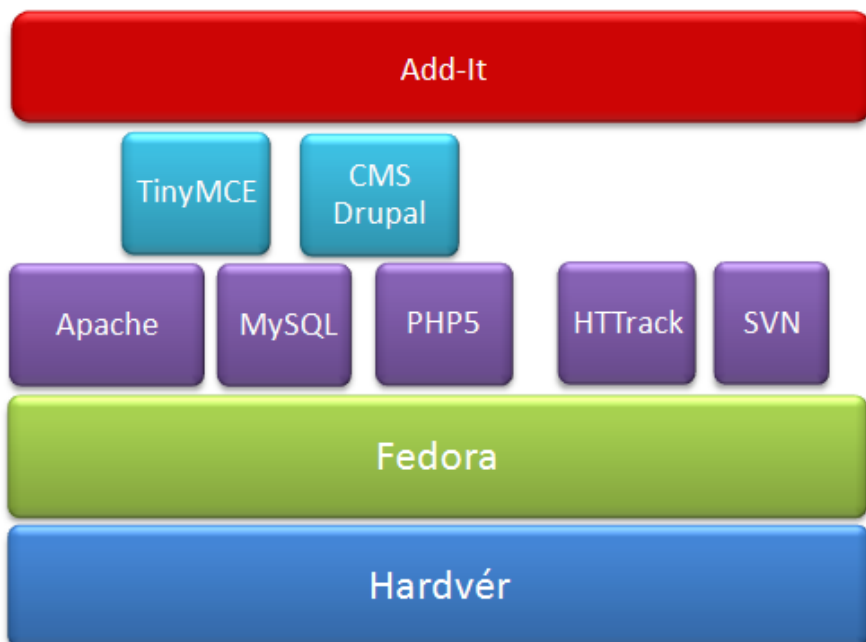 Add-It
TinyMCE
CMS
Drupal
Apache
MySQL
PHP5
HTTrack
SVN
Fedora
Hardvér